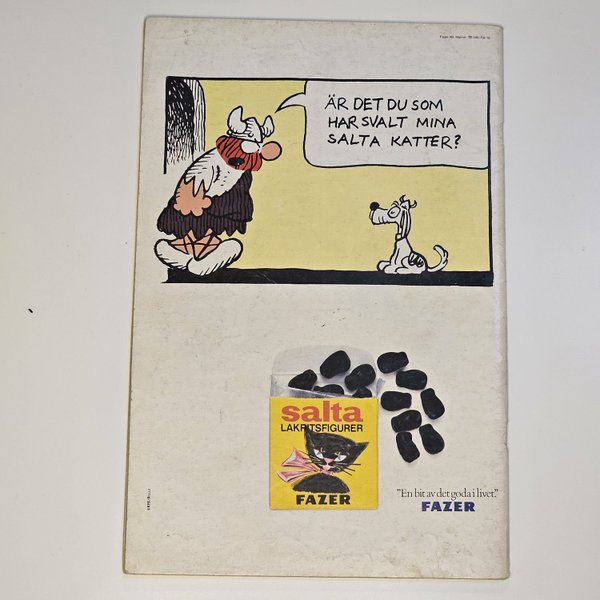 ÄR DET DU SOM
HAR SVALT MINA
SALTA KATTER?
salta
LAKRITSFIGURER
FAZER
"En bit av det goda i livet."
FAZER